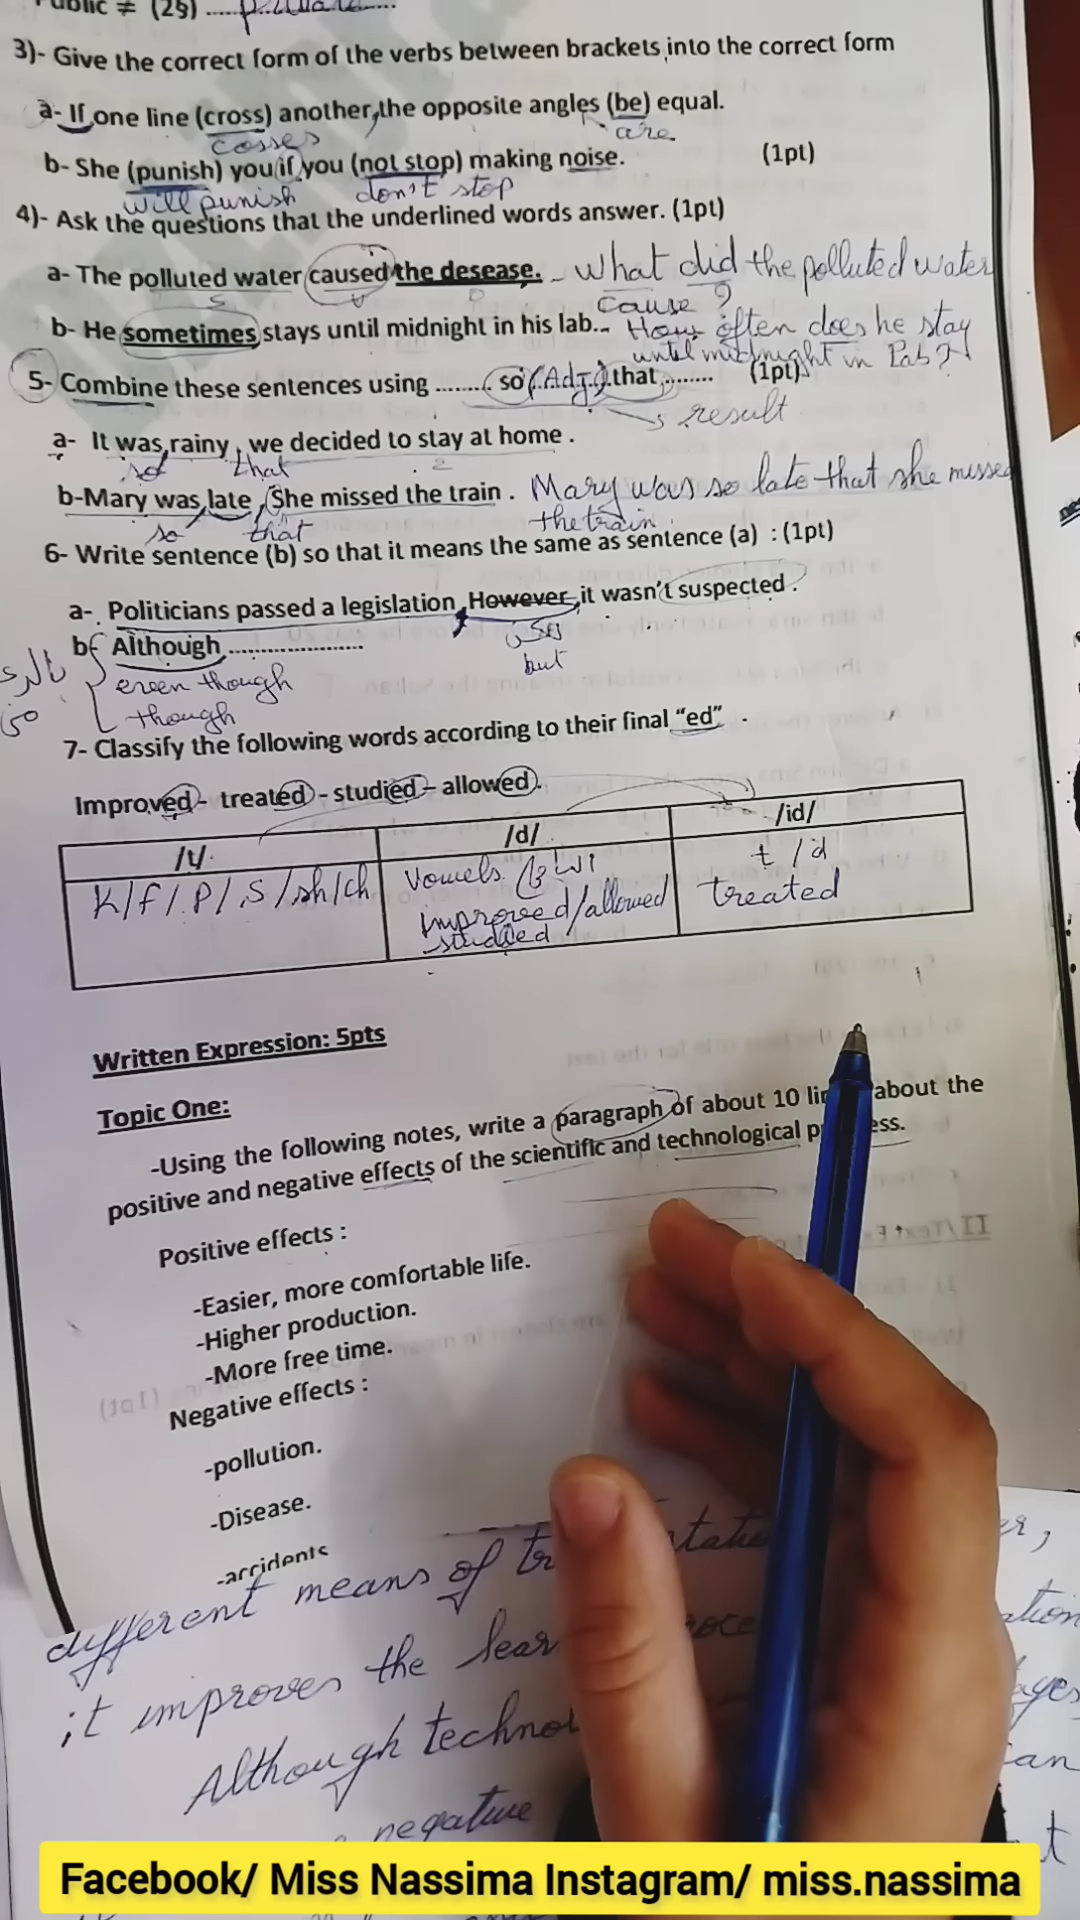 Public ≠ (2§) ..........
3)- Give the correct form of the verbs between brackets into the correct form
a- If one line (cross) another, the opposite angles (be) equal.
cosses are
b- She (punish) you if you (not stop) making noise. (1pt)
will punish don't stop
4)- Ask the questions that the underlined words answer. (1pt)
a- The polluted water caused the desease. - What did the polluted water
S V O cause ?
b- He sometimes stays until midnight in his lab.. How often does he stay
until midnight in lab ?
5- Combine these sentences using ........ so (Adj) that ........ (1pt)
result
a- It was rainy , we decided to stay at home .
so that 2
b-Mary was late , She missed the train . Mary was so late that she missed
so that the train .
6- Write sentence (b) so that it means the same as sentence (a) : (1pt)
a- Politicians passed a legislation , However, it wasn't suspected .
b- Although ......................
but
even though
though
7- Classify the following words according to their final "ed" .
Improved - treated - studied – allowed.
/t/ /d/ /id/
K/f/p/s/sh/ch vowels t/d
improved/allowed treated
studied
Written Expression: 5pts
Topic One:
-Using the following notes, write a paragraph of about 10 about the
positive and negative effects of the scientific and technological
Positive effects :
-Easier, more comfortable life.
-Higher production.
-More free time.
Negative effects :
-pollution.
-Disease.
-accidents
different means of
it improves the
Although
negative
Facebook/ Miss Nassima Instagram/ miss.nassima